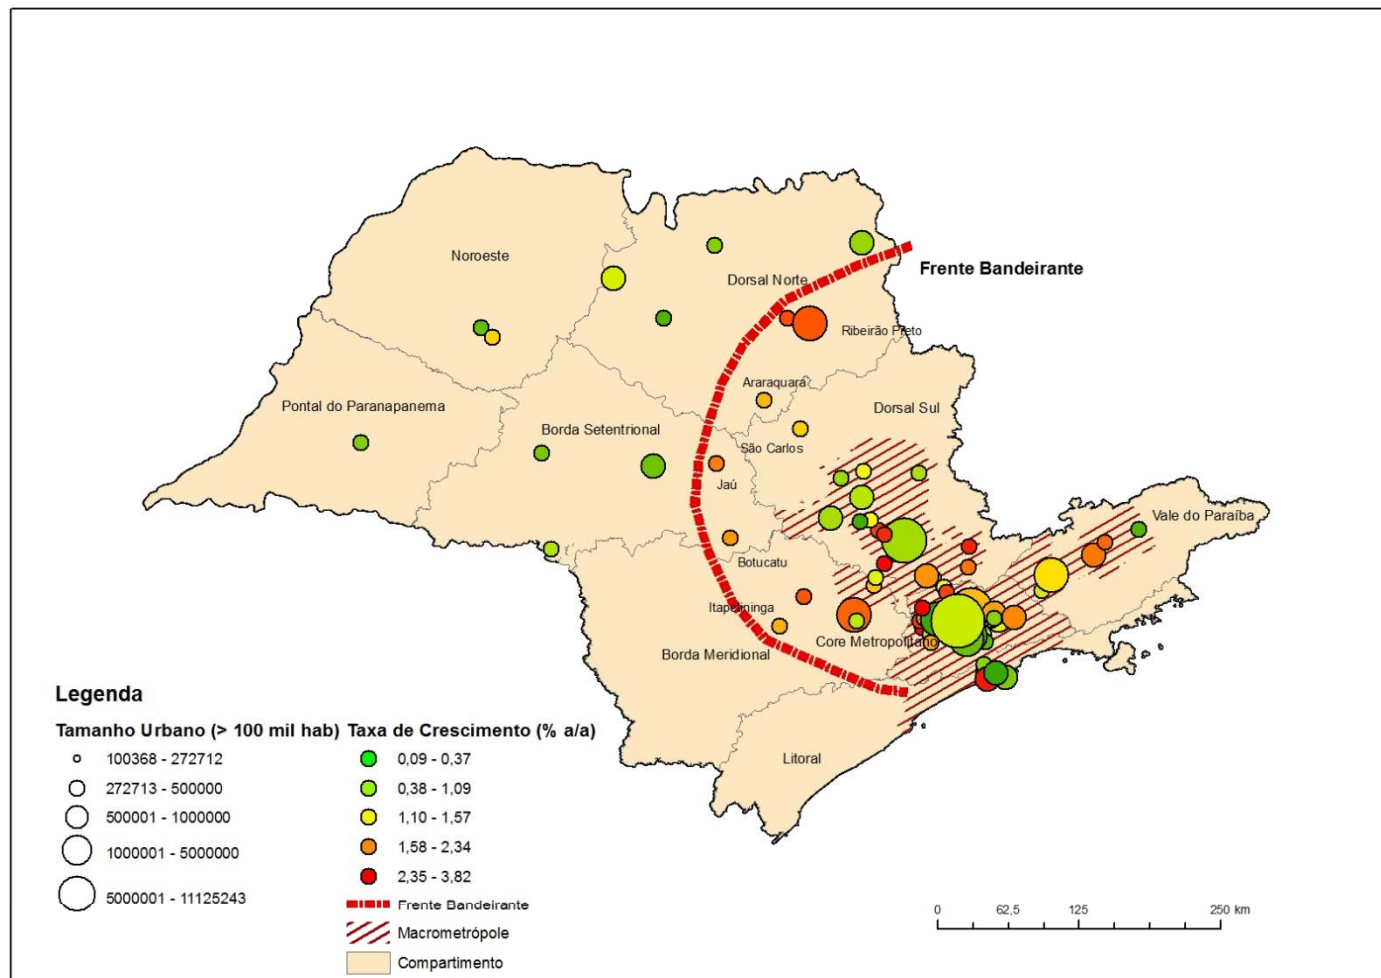 Noroeste
Dorsal Norte
Frente Bandeirante
Ribeirão Preto
Araraquara
Pontal do Paranapanema
Dorsal Sul
Borda Setentrional
São Carlos
Jaú
Vale do Paraíba
Botucatu
Itapetininga
Core Metropolitano
Borda Meridional
Litoral
Legenda
Tamanho Urbano (> 100 mil hab)
100368 - 272712
272713 - 500000
500001 - 1000000
1000001 - 5000000
5000001 - 11125243
Taxa de Crescimento (% a/a)
0,09 - 0,37
0,38 - 1,09
1,10 - 1,57
1,58 - 2,34
2,35 - 3,82
Frente Bandeirante
Macrometrópole
Compartimento
0 62,5 125 250 km